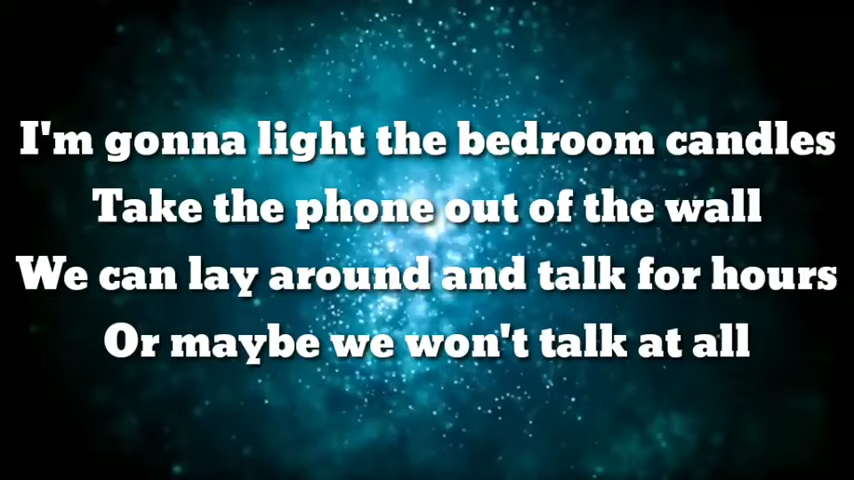 I'm gonna light the bedroom candles
Take the phone out of the wall
We can lay around and talk for hours
Or maybe we won't talk at all